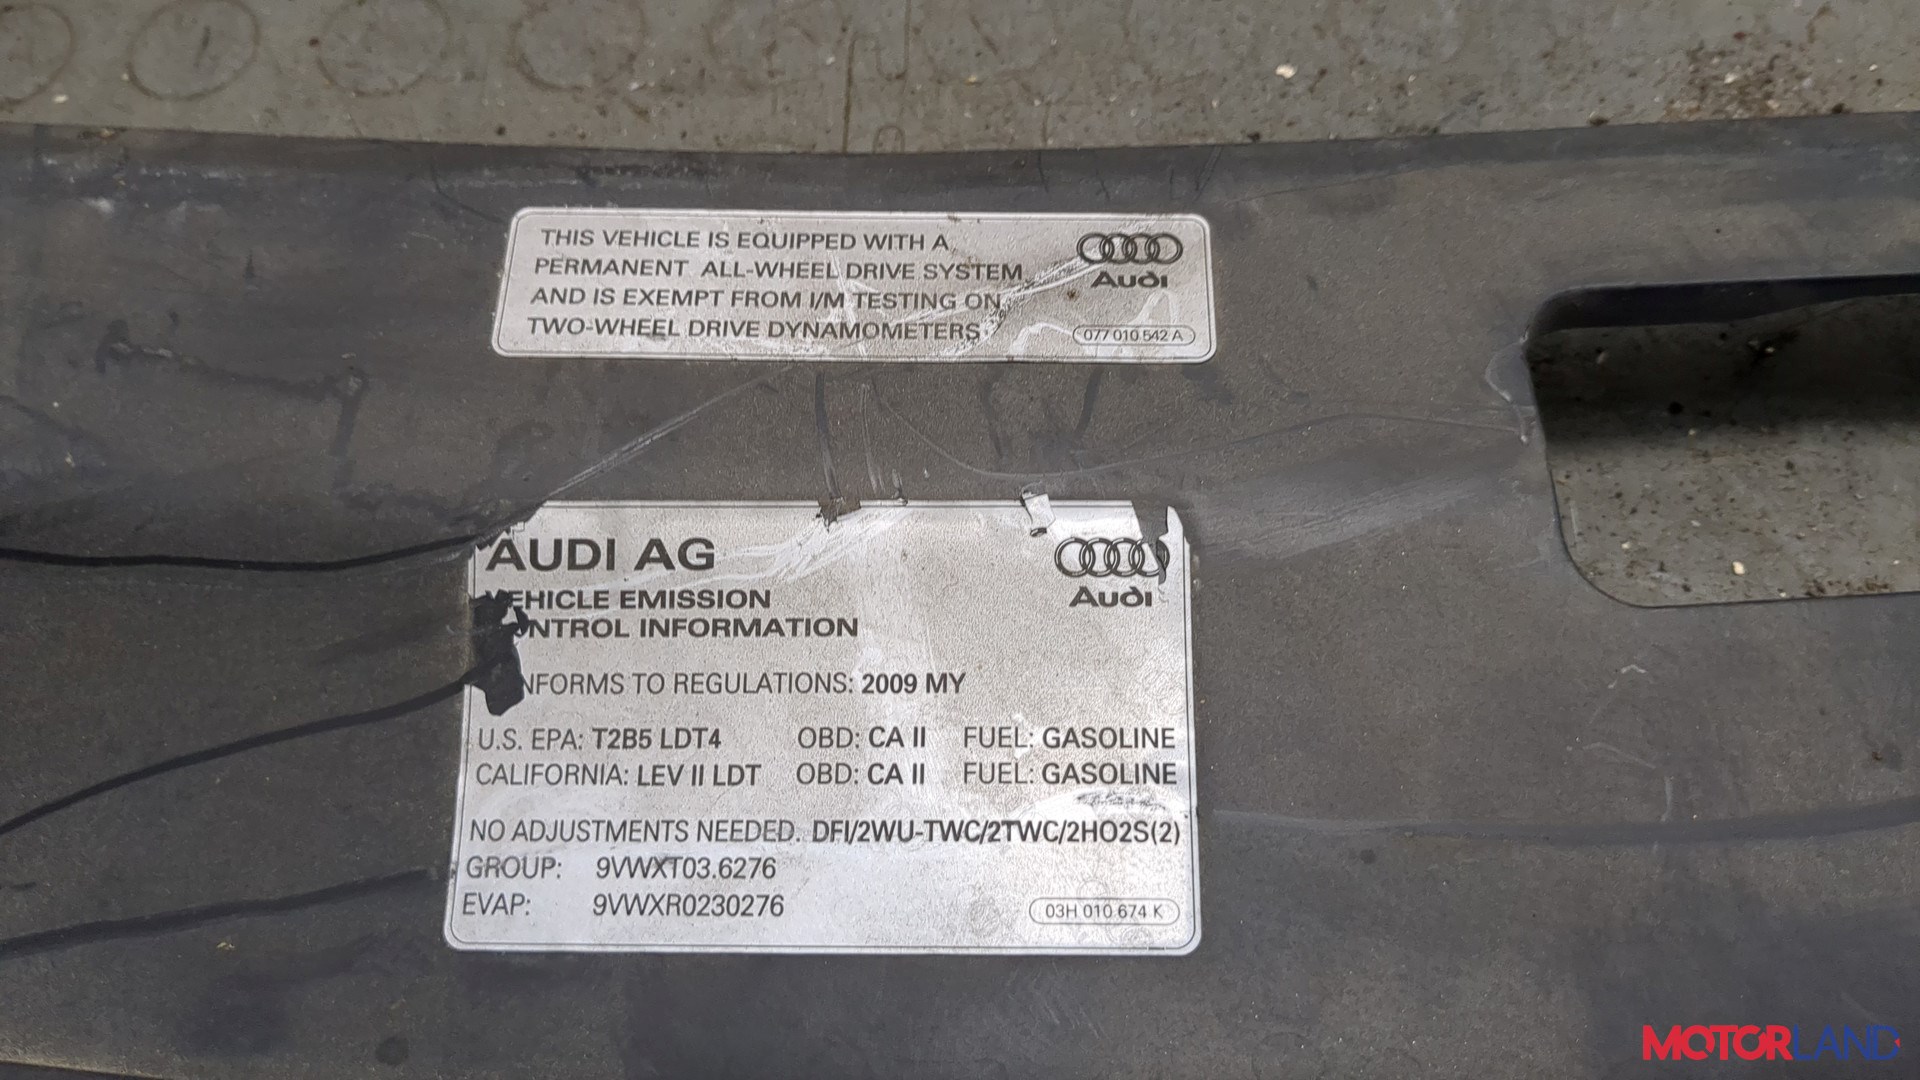 THIS VEHICLE IS EQUIPPED WITH A
PERMANENT ALL-WHEEL DRIVE SYSTEM
AND IS EXEMPT FROM I/M TESTING ON
TWO-WHEEL DRIVE DYNAMOMETERS.
Audi
077 010 542 A
AUDI AG
Audi
VEHICLE EMISSION
CONTROL INFORMATION
CONFORMS TO REGULATIONS: 2009 MY
U.S. EPA: T2B5 LDT4 OBD: CA II FUEL: GASOLINE
CALIFORNIA: LEV II LDT OBD: CA II FUEL: GASOLINE
NO ADJUSTMENTS NEEDED. DFI/2WU-TWC/2TWC/2HO2S(2)
GROUP: 9VWXT03.6276
EVAP: 9VWXR0230276
03H 010 674 K
MOTORLAND